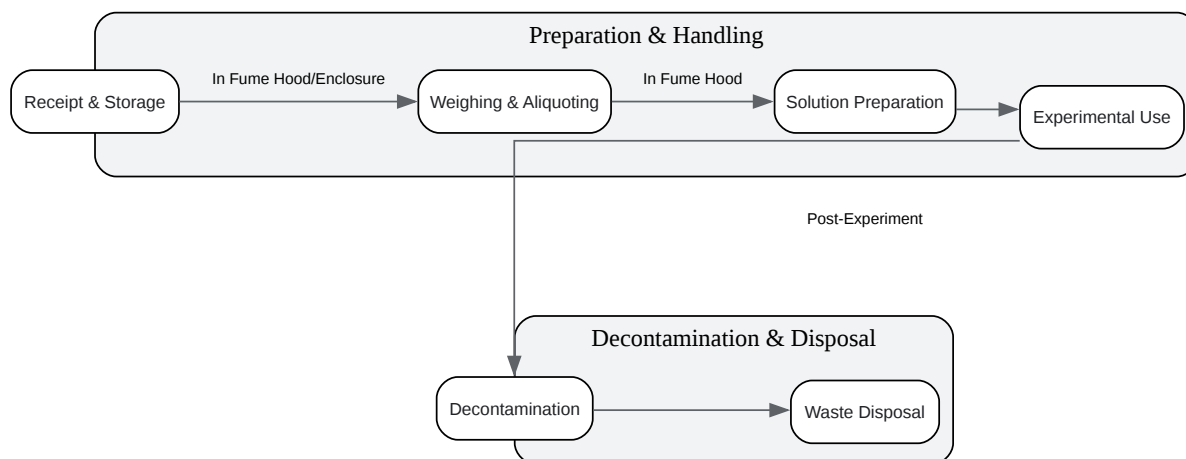 Preparation & Handling
Receipt & Storage
In Fume Hood/Enclosure
Weighing & Aliquoting
In Fume Hood
Solution Preparation
Experimental Use
Post-Experiment
Decontamination & Disposal
Decontamination
Waste Disposal